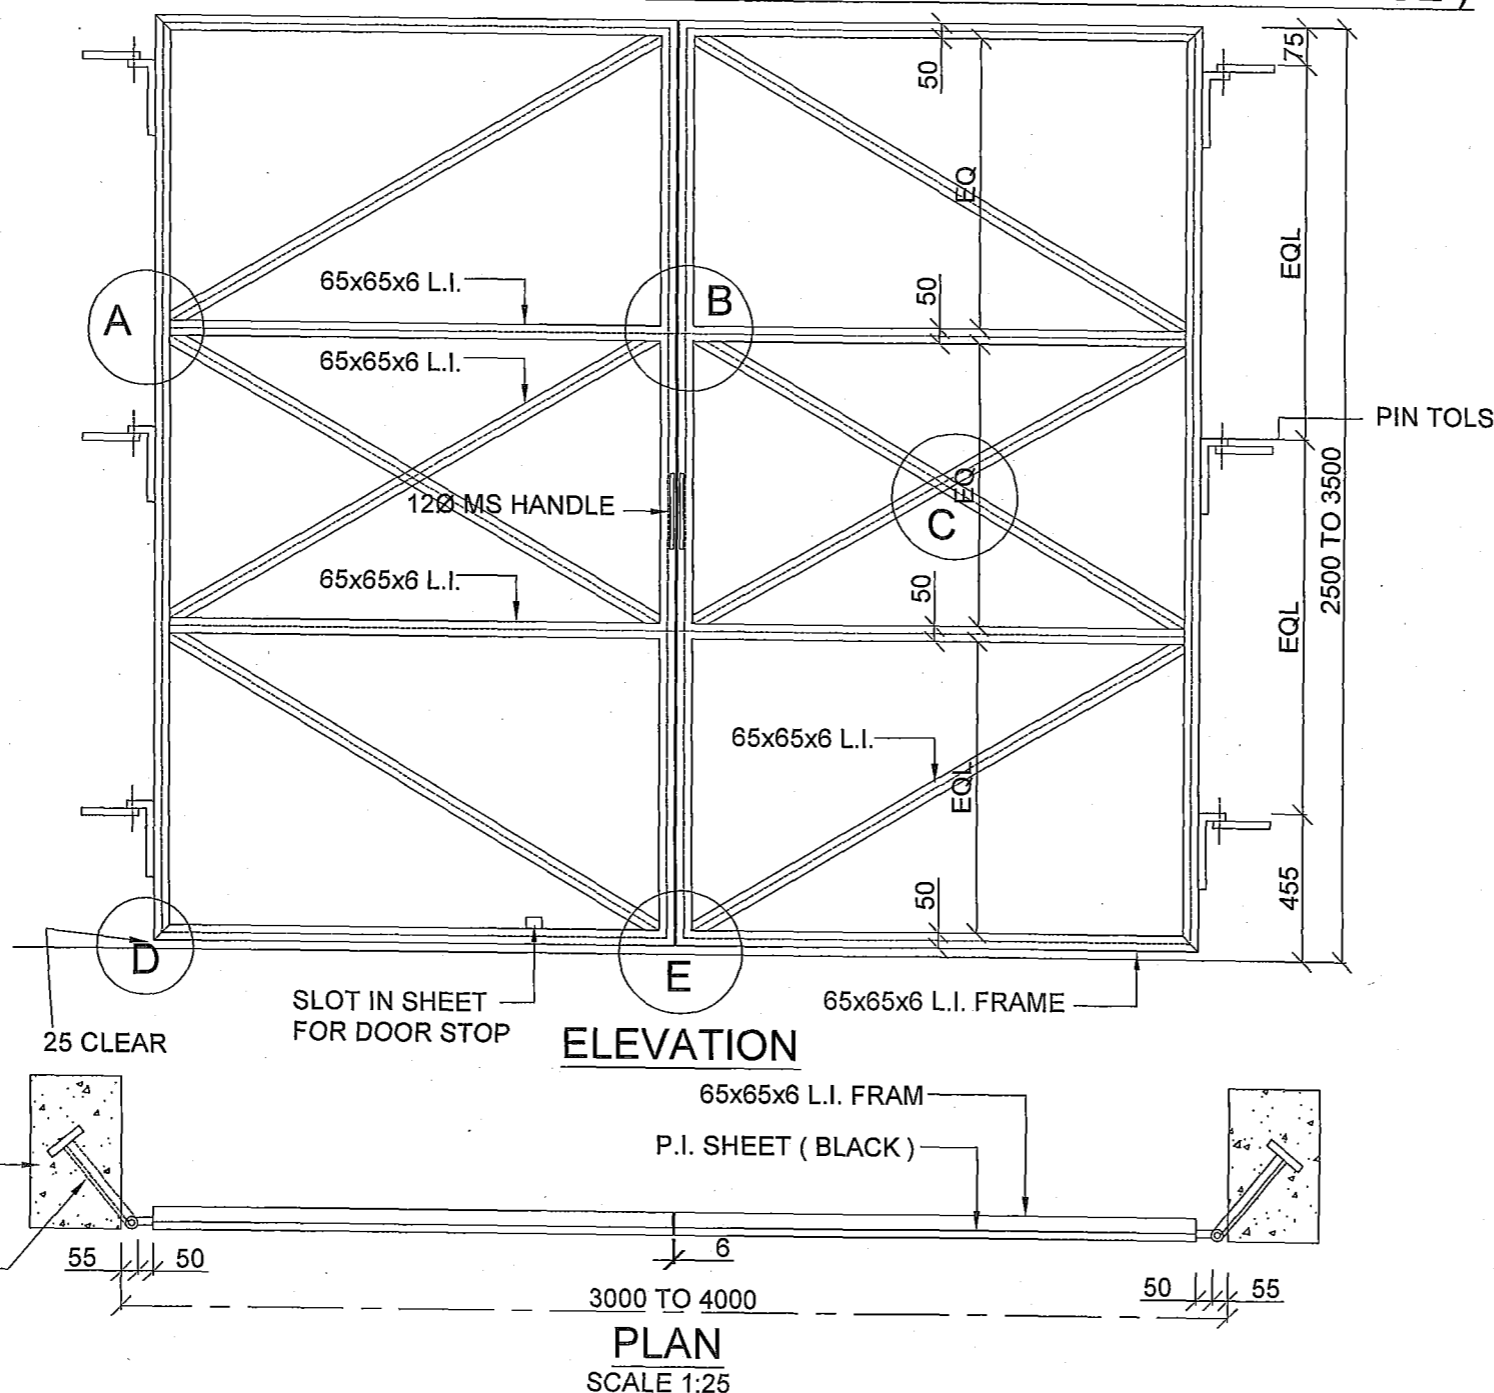 75
50
EQ
EQL
65x65x6 L.I.
A
B
50
65x65x6 L.I.
PIN TOLS
12Ø MS HANDLE
EQ
C
2500 TO 3500
65x65x6 L.I.
50
EQL
65x65x6 L.I.
EQL
50
455
D
E
SLOT IN SHEET
FOR DOOR STOP
65x65x6 L.I. FRAME
25 CLEAR
ELEVATION
65x65x6 L.I. FRAM
P.I. SHEET ( BLACK )
55 50
6
50 55
3000 TO 4000
PLAN
SCALE 1:25